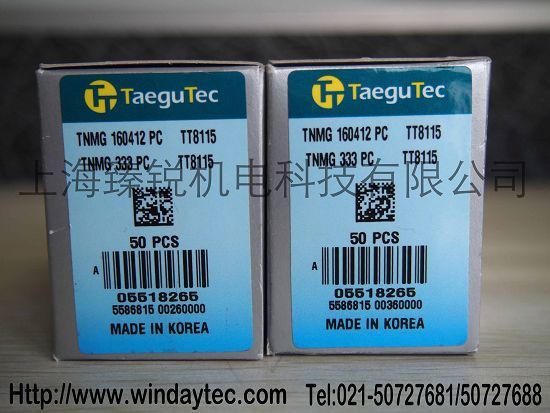 TaeguTec
TNMG 160412 PC TT8115
TNMG 333 PC TT8115
50 PCS
A
05518265
5586815 00260000
MADE IN KOREA
TaeguTec
TNMG 160412 PC TT8115
TNMG 333 PC TT8115
50 PCS
A
05518265
5586815 00360000
MADE IN KOREA
上海臻锐机电科技有限公司
Http://www.windaytec.com Tel:021-50727681/50727688